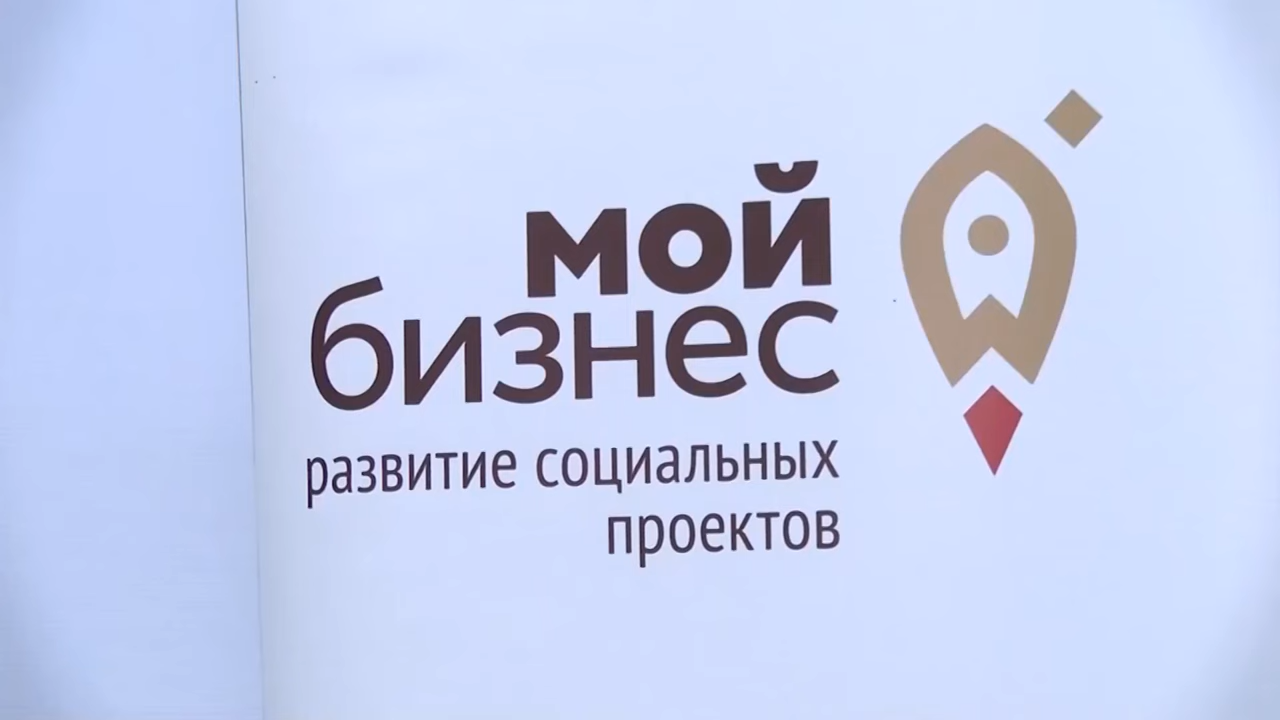 мой
бизнес
развитие социальных
проектов